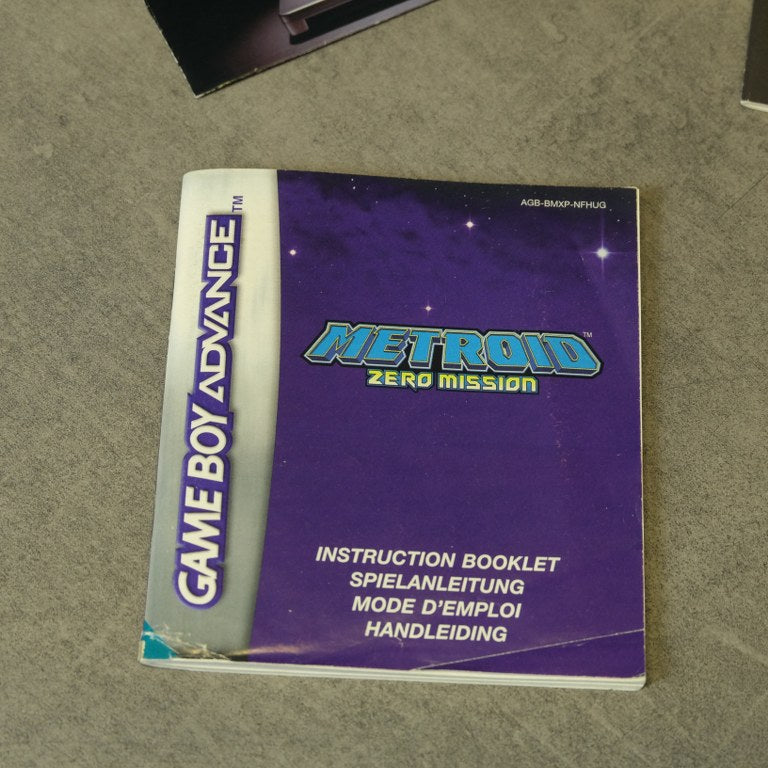 AGB-BMXP-NFHUG
GAME BOY ADVANCE™
METROID™
ZERO MISSION
INSTRUCTION BOOKLET
SPIELANLEITUNG
MODE D'EMPLOI
HANDLEIDING